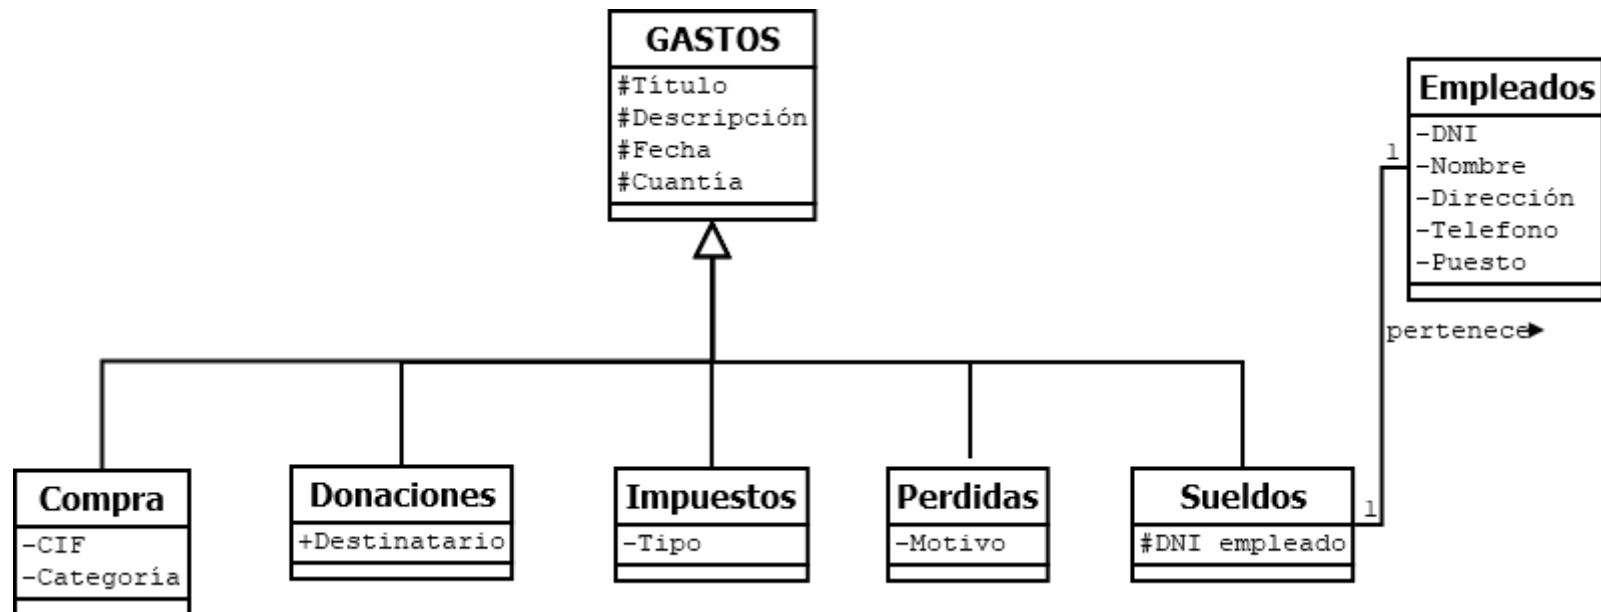 GASTOS
#Título
#Descripción
#Fecha
#Cuantía
Empleados
-DNI
-Nombre
-Dirección
-Telefono
-Puesto
1
pertenece
Compra
-CIF
-Categoría
Donaciones
+Destinatario
Impuestos
-Tipo
Perdidas
-Motivo
Sueldos
#DNI empleado
1